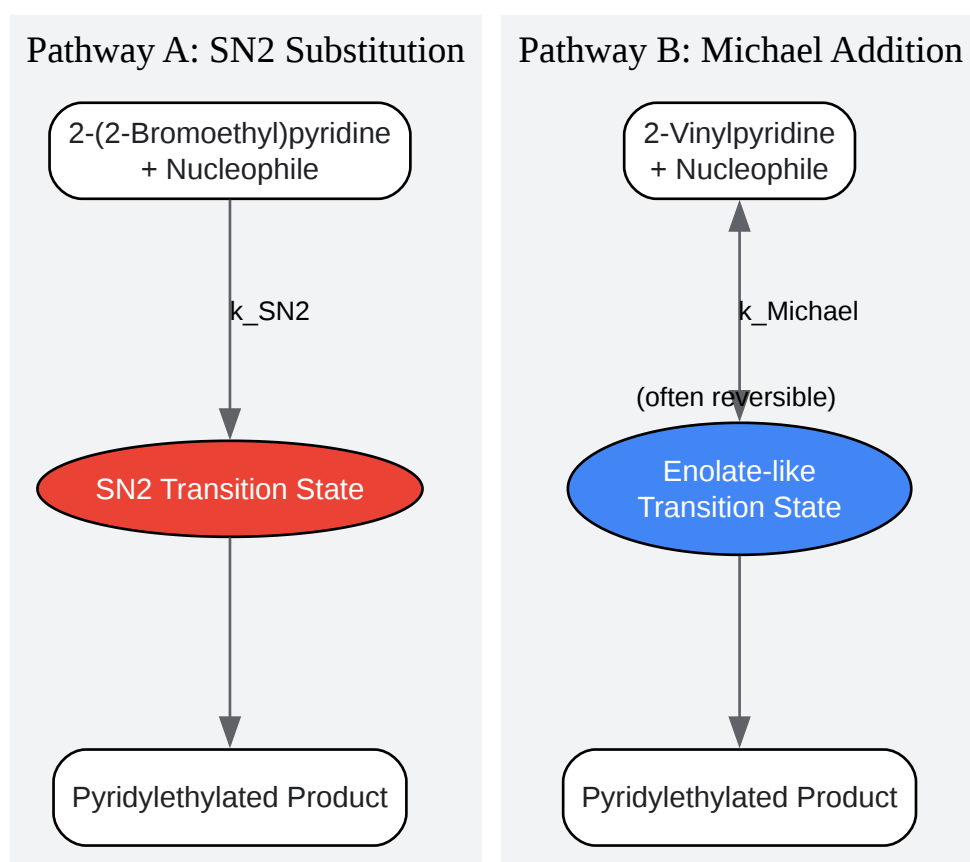 Pathway A: SN2 Substitution
2-(2-Bromoethyl)pyridine
+ Nucleophile
k_SN2
SN2 Transition State
Pyridylethylated Product
Pathway B: Michael Addition
2-Vinylpyridine
+ Nucleophile
k_Michael
(often reversible)
Enolate-like
Transition State
Pyridylethylated Product